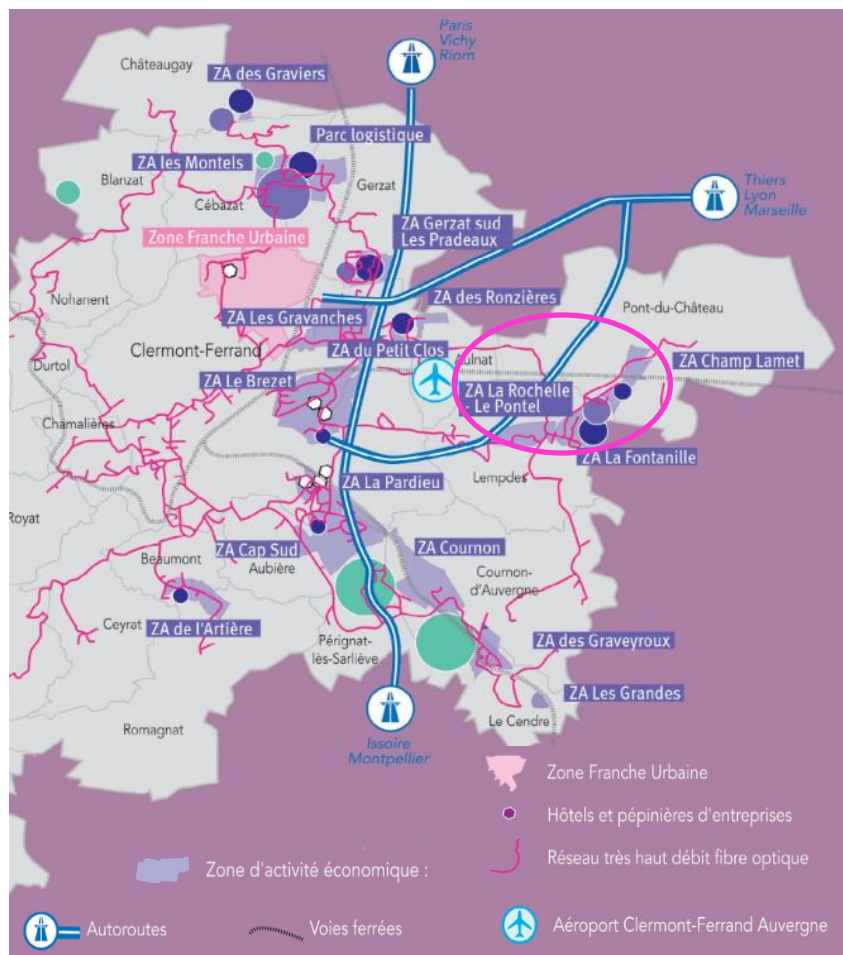 Paris
Vichy
Riom
Châteaugay
ZA des Graviers
Parc logistique
ZA les Montels
Blanzat
Gerzat
Cébazat
Thiers
Lyon
Marseille
ZA Gerzat sud
Les Pradeaux
Zone Franche Urbaine
Nohanent
ZA des Ronzières
Pont-du-Château
ZA Les Gravanches
Clermont-Ferrand
ZA du Petit Clos
Aulnat
ZA Champ Lamet
Durtol
ZA Le Brezet
ZA La Rochelle
- Le Pontel
Chamalières
ZA La Fontanille
ZA La Pardieu
Lempdes
Royat
ZA Cap Sud
ZA Cournon
Beaumont
Aubière
Cournon-
d'Auvergne
Ceyrat
ZA de l'Artière
Pérignat-
lès-Sarliève
ZA des Graveyroux
ZA Les Grandes
Le Cendre
Romagnat
Issoire
Montpellier
Zone Franche Urbaine
Hôtels et pépinières d'entreprises
Réseau très haut débit fibre optique
Zone d'activité économique :
Autoroutes
Voies ferrées
Aéroport Clermont-Ferrand Auvergne